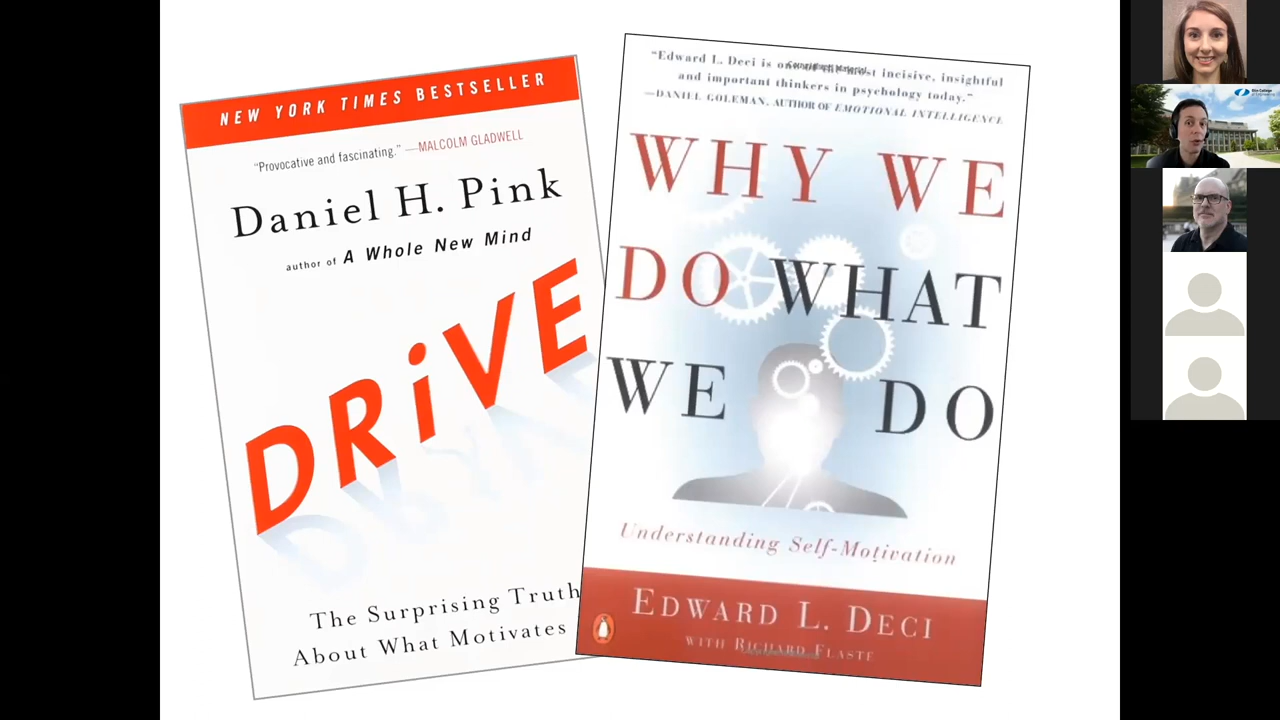 NEW YORK TIMES BESTSELLER
“Provocative and fascinating.” —MALCOLM GLADWELL
Daniel H. Pink
author of A Whole New Mind
DRiVE
The Surprising Truth
About What Motivates
“Edward L. Deci is one of the most incisive, insightful
and important thinkers in psychology today.”
—DANIEL GOLEMAN, AUTHOR OF EMOTIONAL INTELLIGENCE
WHY WE
DO WHAT
WE DO
Understanding Self-Motivation
EDWARD L. DECI
WITH RICHARD FLASTE